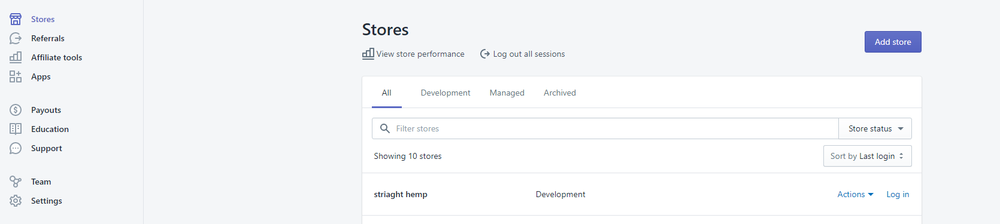 Stores
Referrals
Affiliate tools
Apps
Payouts
Education
Support
Team
Settings
Stores
Add store
View store performance Log out all sessions
All Development Managed Archived
Filter stores Store status
Showing 10 stores Sort by Last login
striaght hemp Development Actions Log in